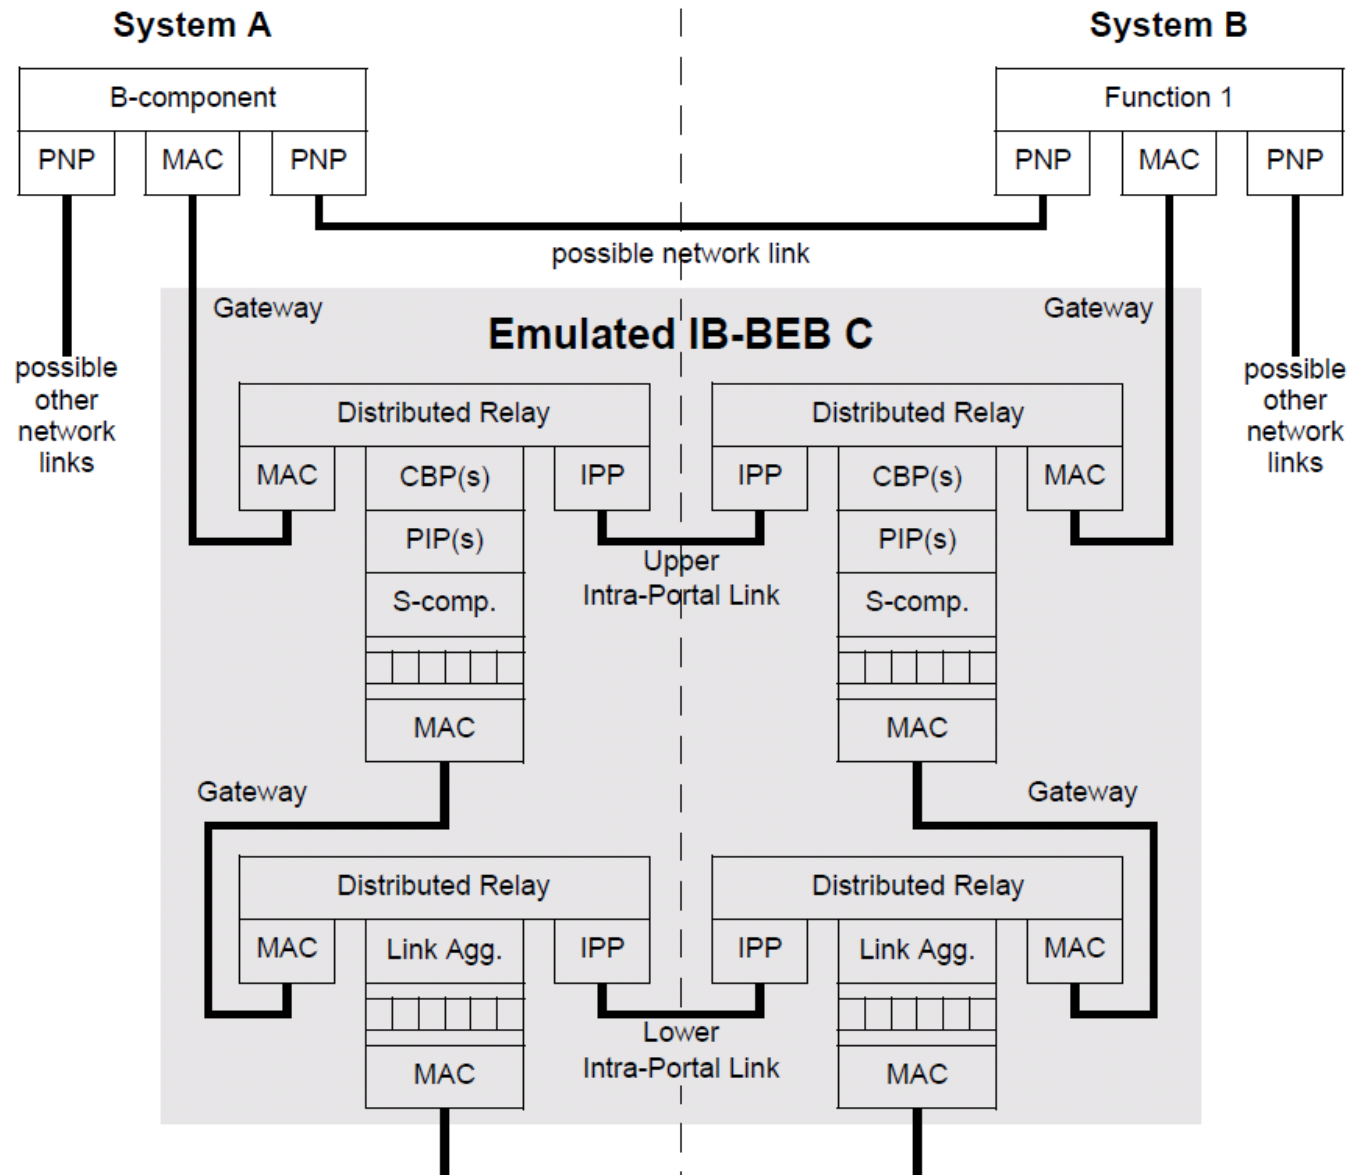 System A
System B
B-component
Function 1
PNP
MAC
PNP
PNP
MAC
PNP
possible network link
Gateway
Gateway
Emulated IB-BEB C
possible
other
network
links
possible
other
network
links
Distributed Relay
Distributed Relay
MAC
CBP(s)
IPP
IPP
CBP(s)
MAC
PIP(s)
PIP(s)
Upper
Intra-Portal Link
S-comp.
S-comp.
MAC
MAC
Gateway
Gateway
Distributed Relay
Distributed Relay
MAC
Link Agg.
IPP
IPP
Link Agg.
MAC
Lower
Intra-Portal Link
MAC
MAC